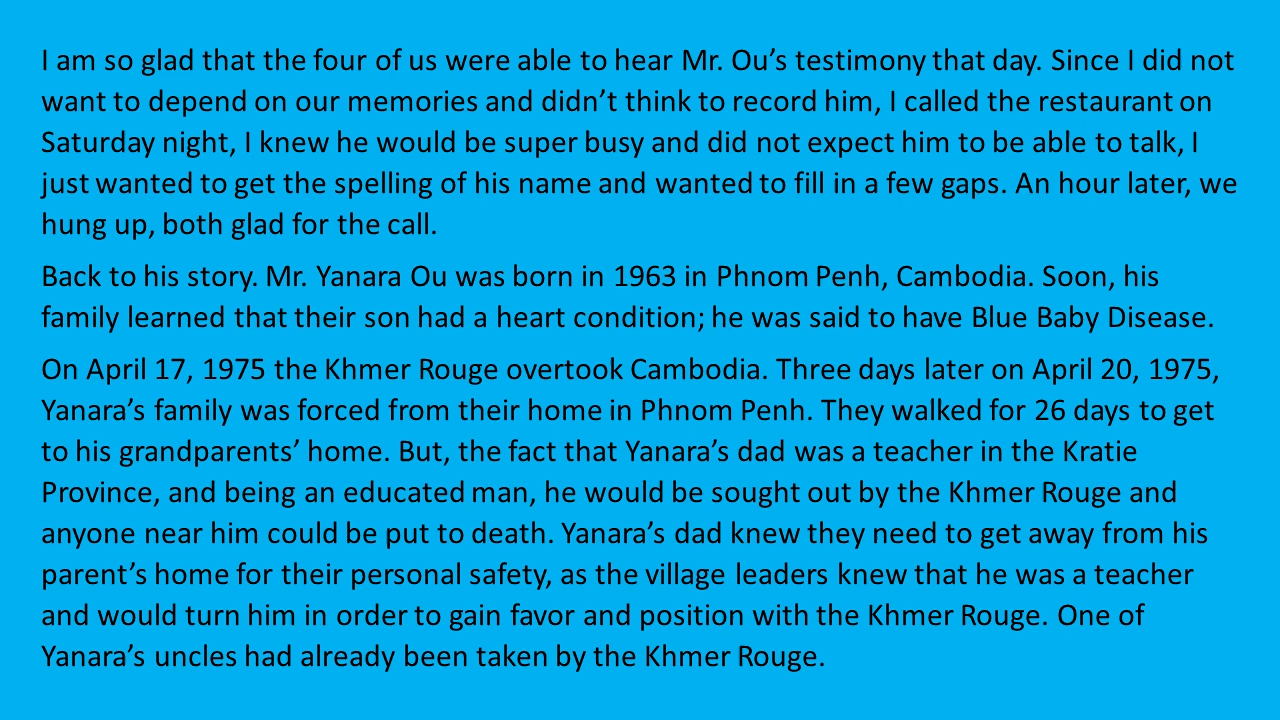 I am so glad that the four of us were able to hear Mr. Ou’s testimony that day. Since I did not
want to depend on our memories and didn’t think to record him, I called the restaurant on
Saturday night, I knew he would be super busy and did not expect him to be able to talk, I
just wanted to get the spelling of his name and wanted to fill in a few gaps. An hour later, we
hung up, both glad for the call.
Back to his story. Mr. Yanara Ou was born in 1963 in Phnom Penh, Cambodia. Soon, his
family learned that their son had a heart condition; he was said to have Blue Baby Disease.
On April 17, 1975 the Khmer Rouge overtook Cambodia. Three days later on April 20, 1975,
Yanara’s family was forced from their home in Phnom Penh. They walked for 26 days to get
to his grandparents’ home. But, the fact that Yanara’s dad was a teacher in the Kratie
Province, and being an educated man, he would be sought out by the Khmer Rouge and
anyone near him could be put to death. Yanara’s dad knew they need to get away from his
parent’s home for their personal safety, as the village leaders knew that he was a teacher
and would turn him in order to gain favor and position with the Khmer Rouge. One of
Yanara’s uncles had already been taken by the Khmer Rouge.